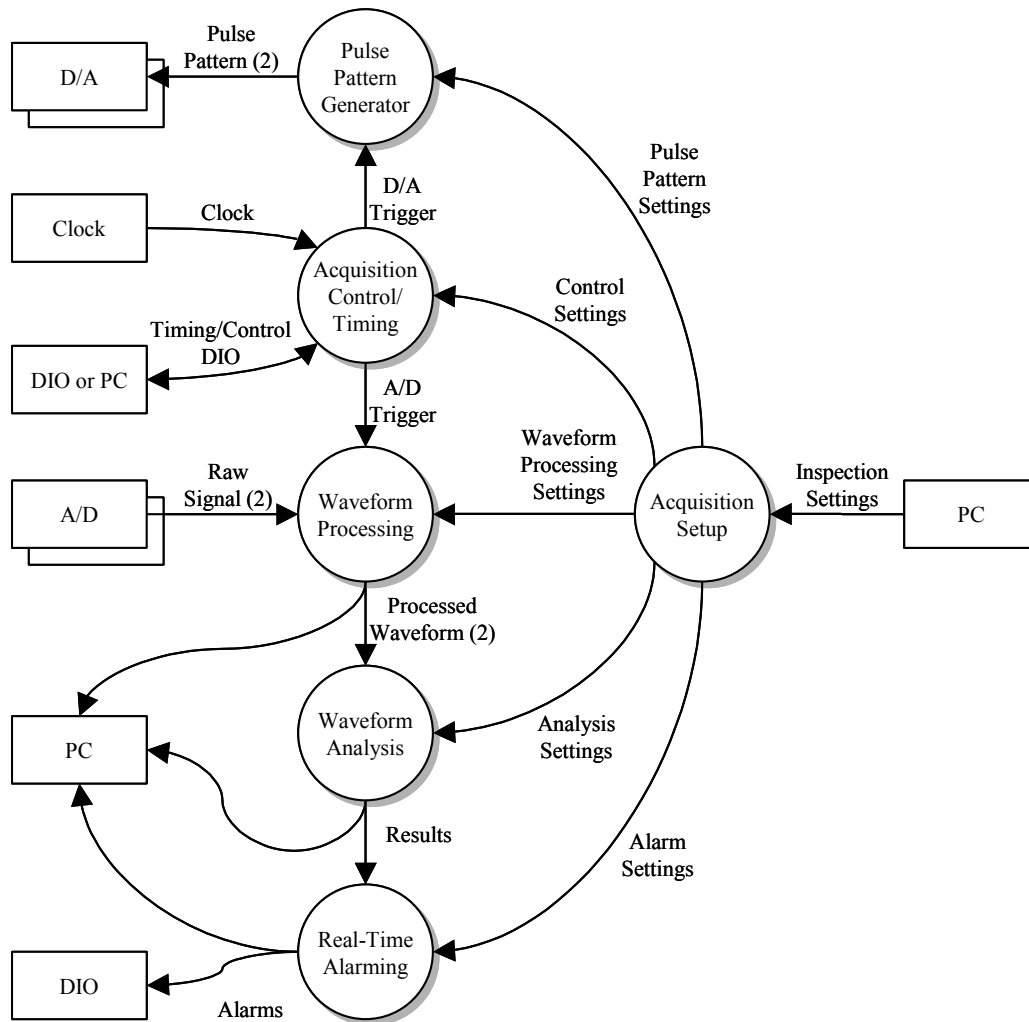 Pulse
Pattern (2)
D/A
Pulse
Pattern
Generator
Pulse
Pattern
Settings
D/A
Trigger
Clock
Clock
Acquisition
Control/
Timing
Control
Settings
Timing/Control
DIO
DIO or PC
A/D
Trigger
Waveform
Processing
Settings
Raw
Signal (2)
A/D
Waveform
Processing
Acquisition
Setup
Inspection
Settings
PC
Processed
Waveform (2)
Waveform
Analysis
Analysis
Settings
PC
Results
Alarm
Settings
Real-Time
Alarming
DIO
Alarms